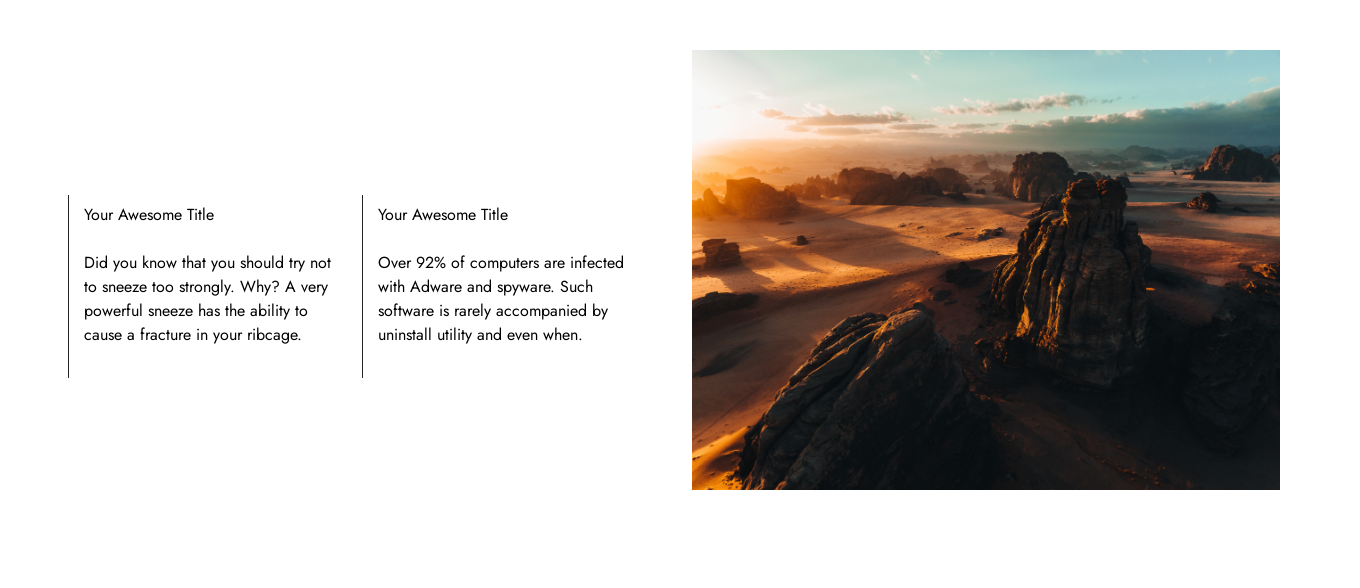 Your Awesome Title
Did you know that you should try not
to sneeze too strongly. Why? A very
powerful sneeze has the ability to
cause a fracture in your ribcage.
Your Awesome Title
Over 92% of computers are infected
with Adware and spyware. Such
software is rarely accompanied by
uninstall utility and even when.